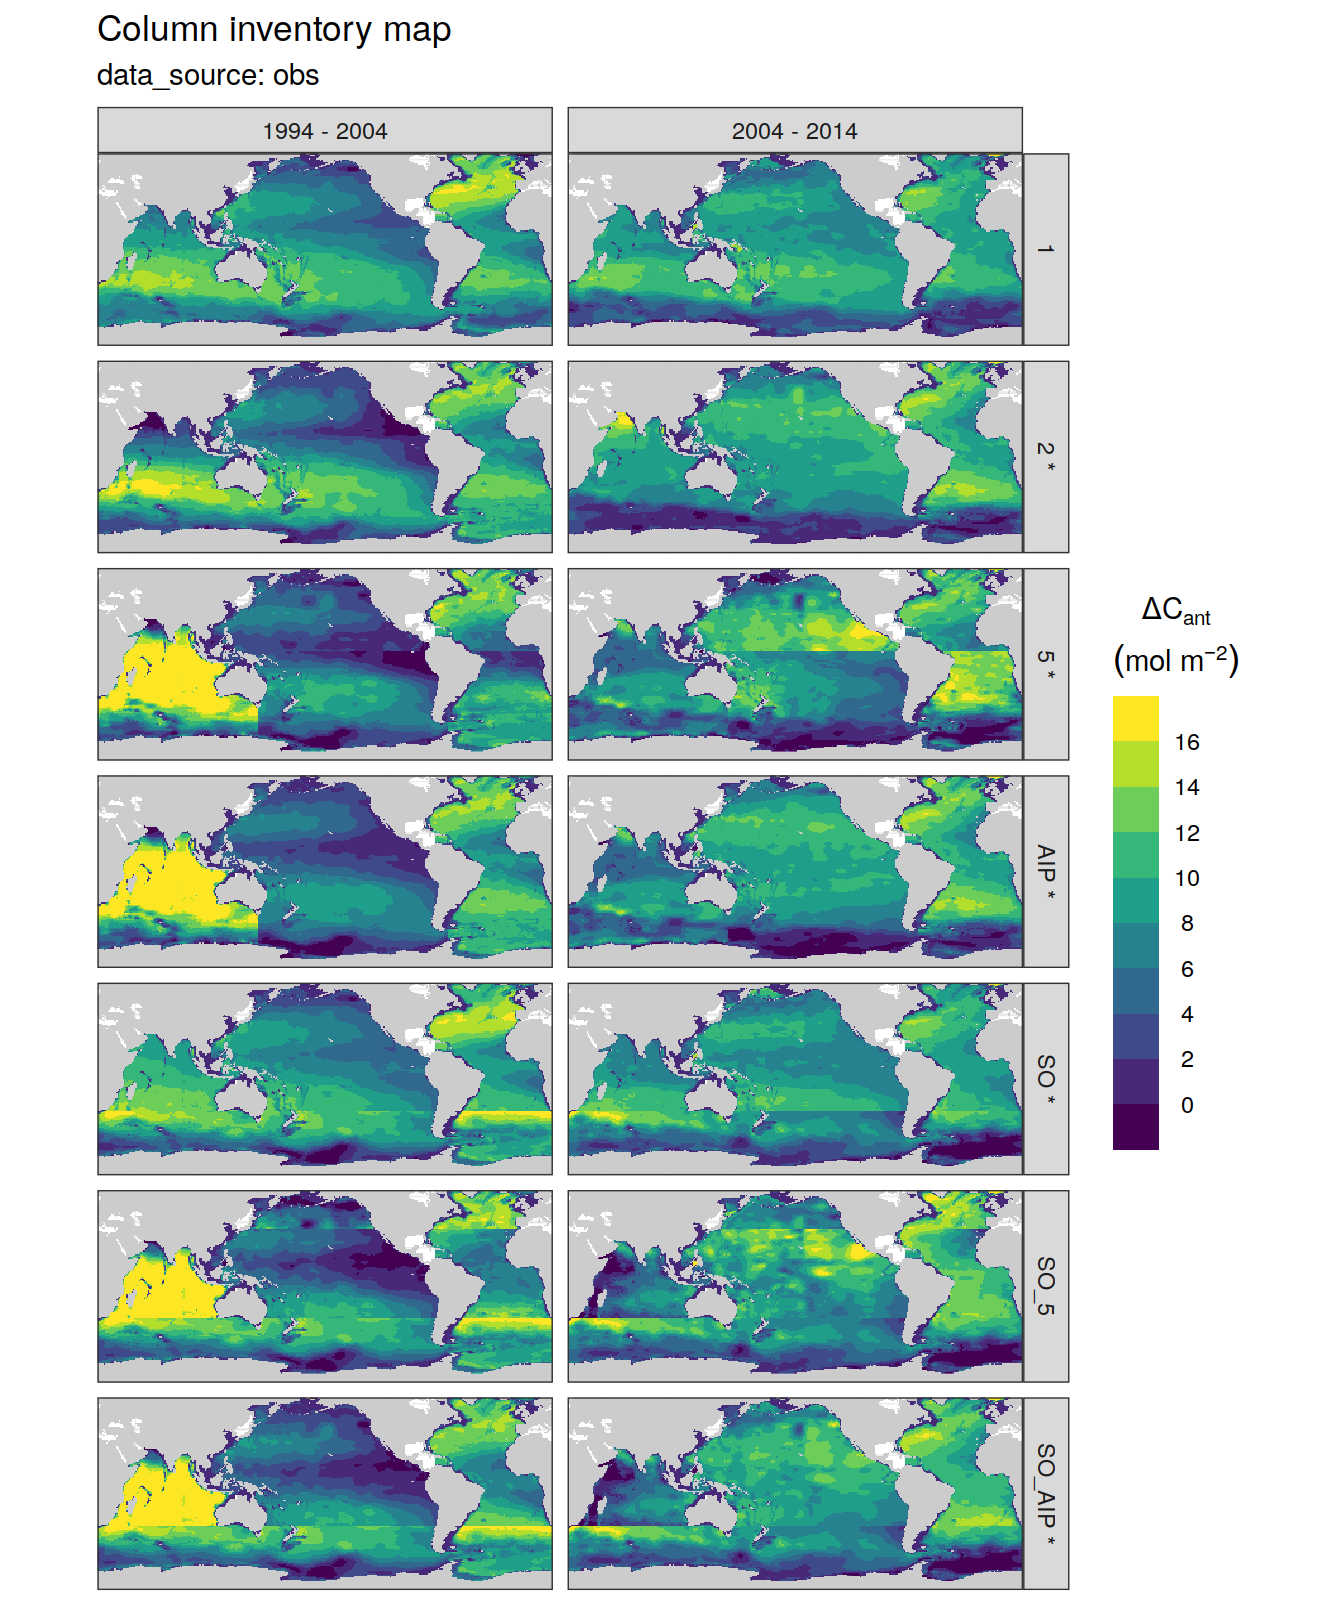 Column inventory map
data_source: obs
1994 - 2004
2004 - 2014
1
2 *
5 *
AIP *
SO *
SO_5
SO_AIP *
ΔCant
(mol m−2)
16
14
12
10
8
6
4
2
0